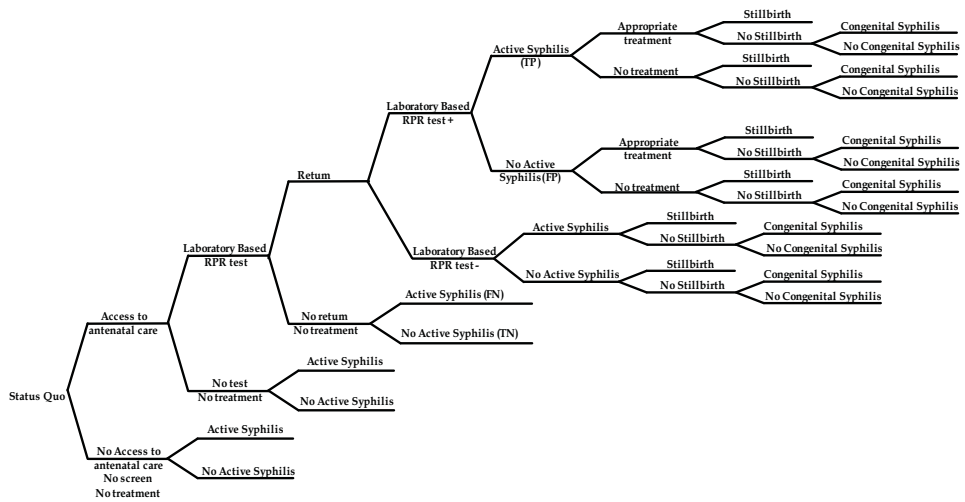 Stillbirth
Appropriate
treatment
Congenital Syphilis
No Stillbirth
No Congenital Syphilis
Active Syphilis
(TP)
Stillbirth
No treatment
Congenital Syphilis
No Stillbirth
No Congenital Syphilis
Laboratory Based
RPR test +
Stillbirth
Appropriate
treatment
Congenital Syphilis
No Stillbirth
No Congenital Syphilis
No Active
Syphilis (FP)
Stillbirth
No treatment
Congenital Syphilis
No Stillbirth
No Congenital Syphilis
Return
Stillbirth
Active Syphilis
Congenital Syphilis
No Stillbirth
No Congenital Syphilis
Laboratory Based
RPR test -
Stillbirth
No Active Syphilis
Congenital Syphilis
No Stillbirth
No Congenital Syphilis
Laboratory Based
RPR test
Active Syphilis (FN)
No return
No treatment
No Active Syphilis (TN)
Access to
antenatal care
Active Syphilis
No test
No treatment
No Active Syphilis
Status Quo
Active Syphilis
No Access to
antenatal care
No screen
No treatment
No Active Syphilis